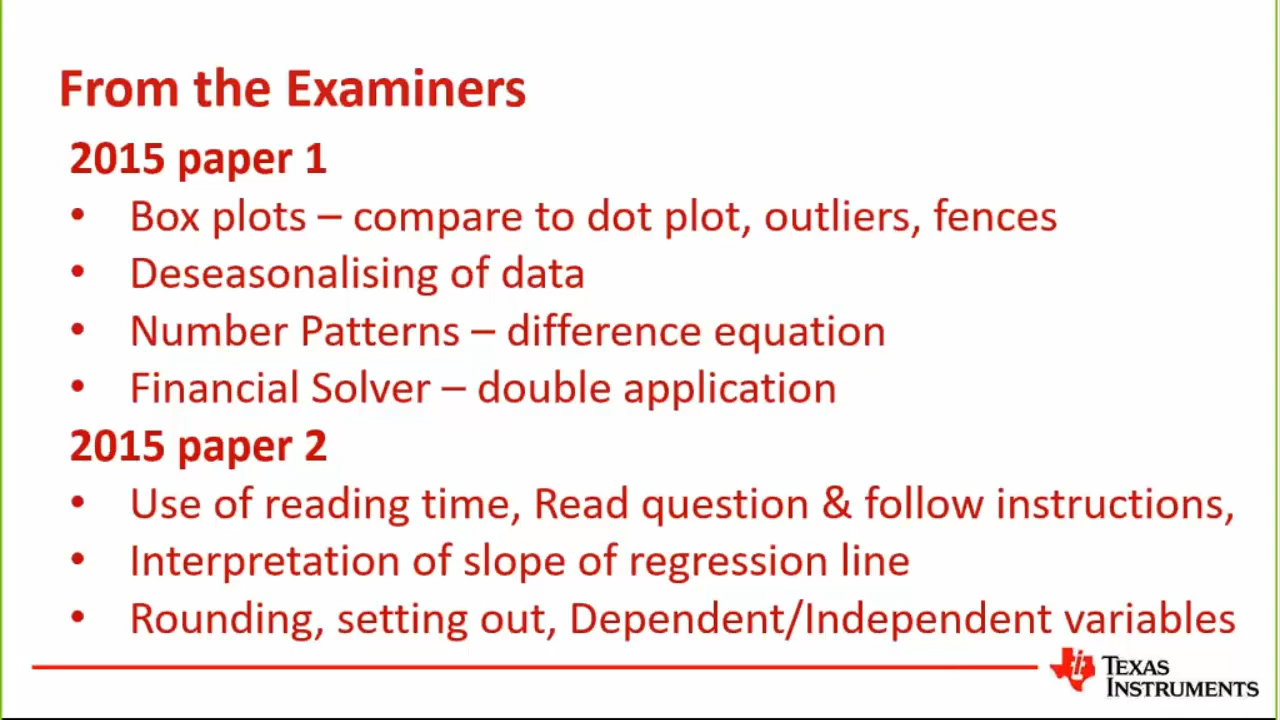 From the Examiners
2015 paper 1
• Box plots – compare to dot plot, outliers, fences
• Deseasonalising of data
• Number Patterns – difference equation
• Financial Solver – double application
2015 paper 2
• Use of reading time, Read question & follow instructions,
• Interpretation of slope of regression line
• Rounding, setting out, Dependent/Independent variables
TEXAS
INSTRUMENTS